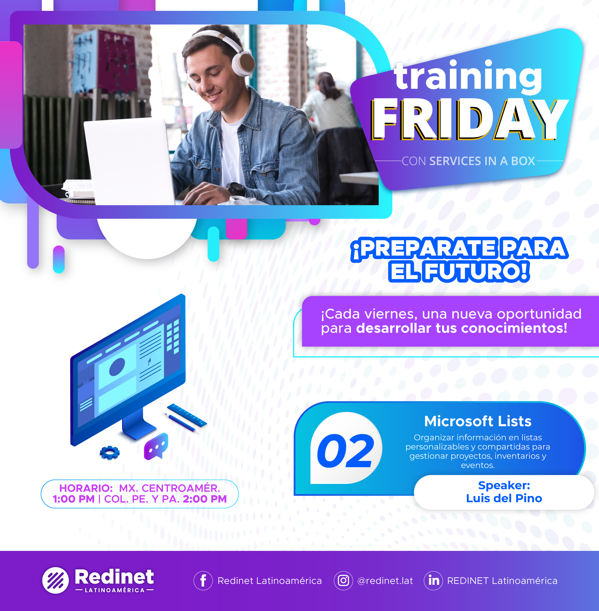 training
FRIDAY
CON SERVICES IN A BOX
¡PREPARATE PARA
EL FUTURO!
¡Cada viernes, una nueva oportunidad
para desarrollar tus conocimientos!
02
Microsoft Lists
Organizar información en listas
personalizables y compartidas para
gestionar proyectos, inventarios y
eventos.
Speaker:
Luis del Pino
HORARIO: MX. CENTROAMÉR.
1:00 PM | COL. PE. Y PA. 2:00 PM
Redinet
LATINOAMÉRICA
Redinet Latinoamérica
@redinet.lat
REDINET Latinoamérica